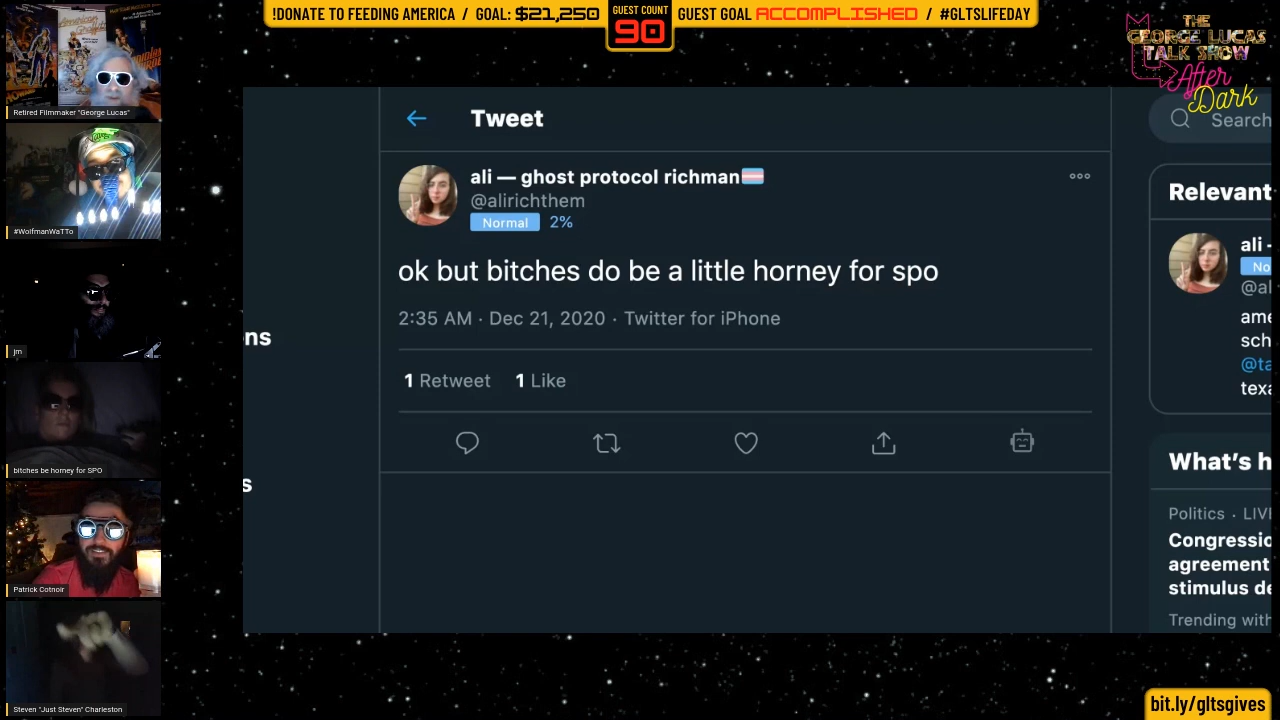 !DONATE TO FEEDING AMERICA / GOAL: $21,250
GUEST COUNT
90
GUEST GOAL ACCOMPLISHED / #GLTSLIFEDAY
THE
GEORGE LUCAS
TALK SHOW
After
Dark
Retired Filmmaker "George Lucas"
#WolfmanWaTTo
jm
bitches be horney for SPO
Patrick Cotnoir
Steven "Just Steven" Charleston
ns
s
Tweet
ali — ghost protocol richman
@alirichthem
Normal 2%
ok but bitches do be a little horney for spo
2:35 AM · Dec 21, 2020 · Twitter for iPhone
1 Retweet 1 Like
Search
Relevant
ali -
No
@al
ame
sch
@ta
texa
What's h
Politics · LIV
Congressio
agreement
stimulus de
Trending with
bit.ly/gltsgives